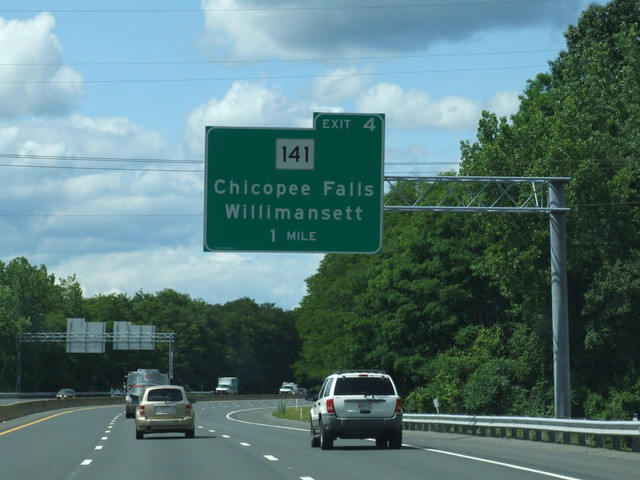 EXIT 4
141
Chicopee Falls
Willimansett
1 MILE